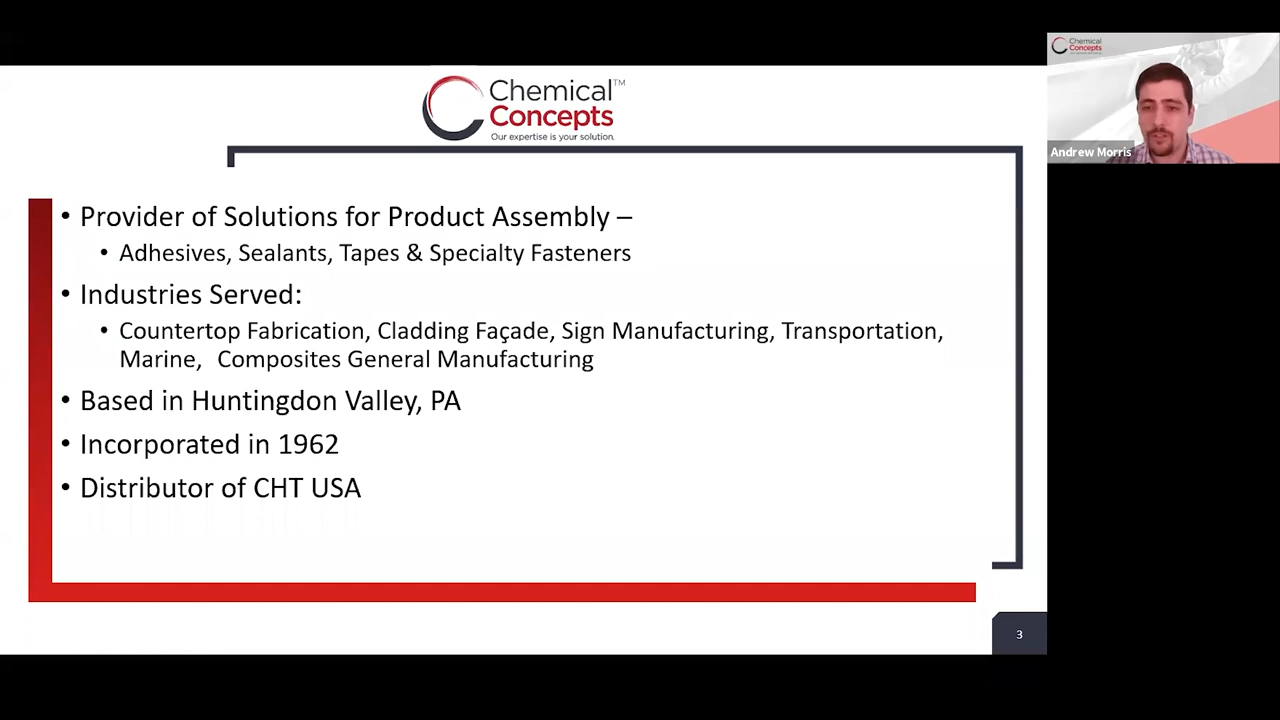 Chemical™
Concepts
Our expertise is your solution.
• Provider of Solutions for Product Assembly –
• Adhesives, Sealants, Tapes & Specialty Fasteners
• Industries Served:
• Countertop Fabrication, Cladding Façade, Sign Manufacturing, Transportation,
Marine, Composites General Manufacturing
• Based in Huntingdon Valley, PA
• Incorporated in 1962
• Distributor of CHT USA
3
Chemical
Concepts
Andrew Morris